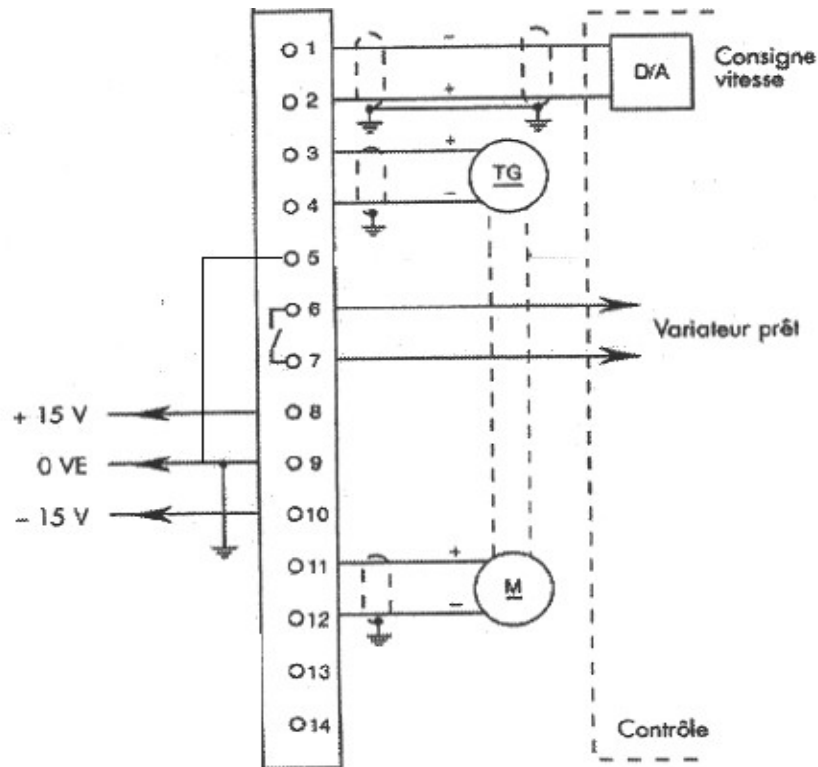 1
-
D/A
Consigne
vitesse
2
+
3
+
TG
4
-
5
6
Variateur prêt
7
+ 15 V
8
0 VE
9
- 15 V
10
11
+
M
12
-
13
14
Contrôle